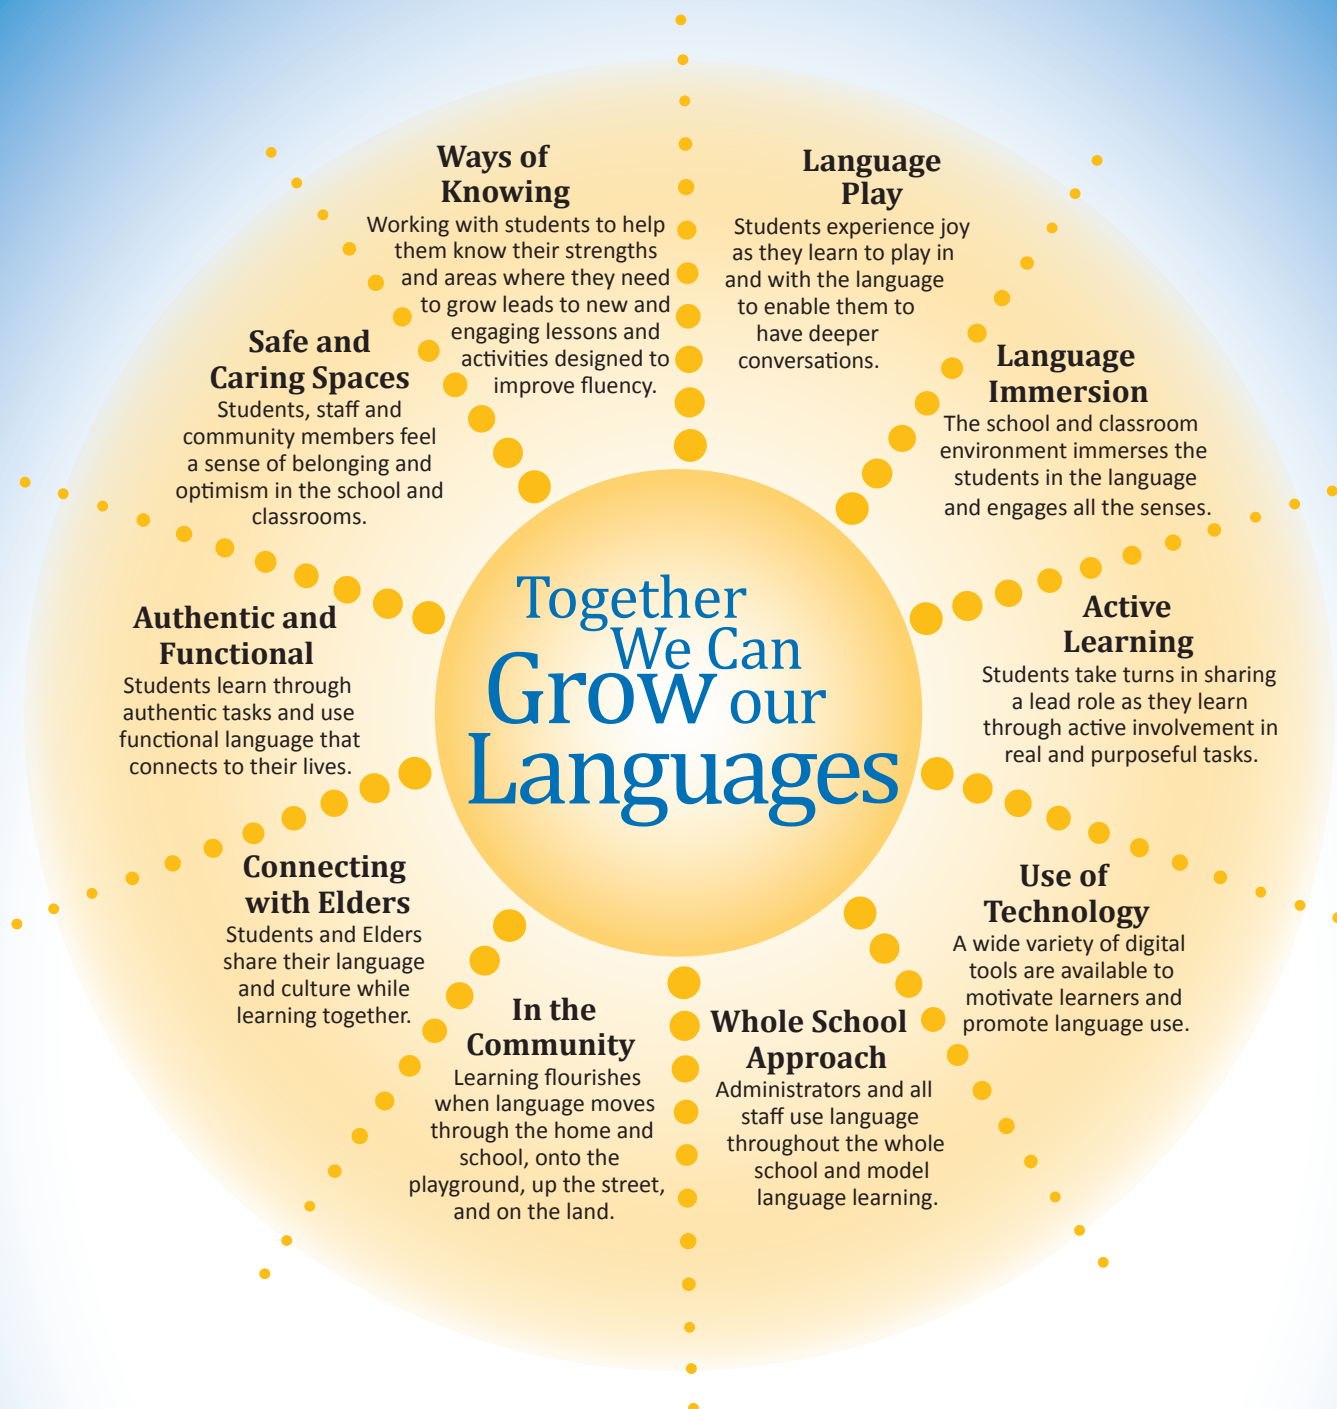 Together
We Can
Grow our
Languages
Language
Play
Students experience joy
as they learn to play in
and with the language
to enable them to
have deeper
conversations.
Language
Immersion
The school and classroom
environment immerses the
students in the language
and engages all the senses.
Active
Learning
Students take turns in sharing
a lead role as they learn
through active involvement in
real and purposeful tasks.
Use of
Technology
A wide variety of digital
tools are available to
motivate learners and
promote language use.
Whole School
Approach
Administrators and all
staff use language
throughout the whole
school and model
language learning.
In the
Community
Learning flourishes
when language moves
through the home and
school, onto the
playground, up the street,
and on the land.
Connecting
with Elders
Students and Elders
share their language
and culture while
learning together.
Authentic and
Functional
Students learn through
authentic tasks and use
functional language that
connects to their lives.
Safe and
Caring Spaces
Students, staff and
community members feel
a sense of belonging and
optimism in the school and
classrooms.
Ways of
Knowing
Working with students to help
them know their strengths
and areas where they need
to grow leads to new and
engaging lessons and
activities designed to
improve fluency.